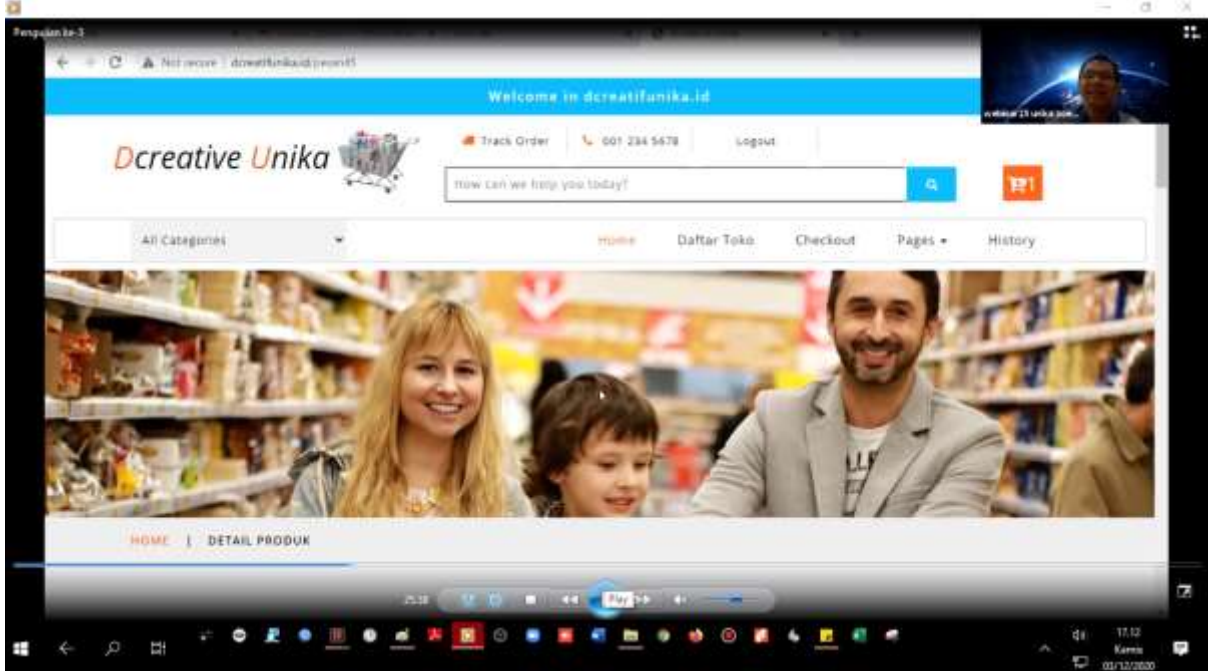 Pengujian ke-3
Not secure
Welcome in dcreatifunika.id
webinar
Dcreative Unika
Track Order
001 234 5678
Logout
How can we help you today?
1
All Categories
Home
Daftar Toko
Checkout
Pages
History
HOME | DETAIL PRODUK
Play
17.12
Kamis
03/12/2020